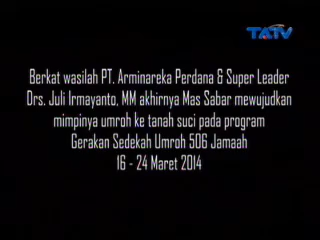 TATV
Berkat wasilah PT. Arminareka Perdana & Super Leader
Drs. Juli Irmayanto, MM akhirnya Mas Sabar mewujudkan
mimpinya umroh ke tanah suci pada program
Gerakan Sedekah Umroh 506 Jamaah
16 - 24 Maret 2014